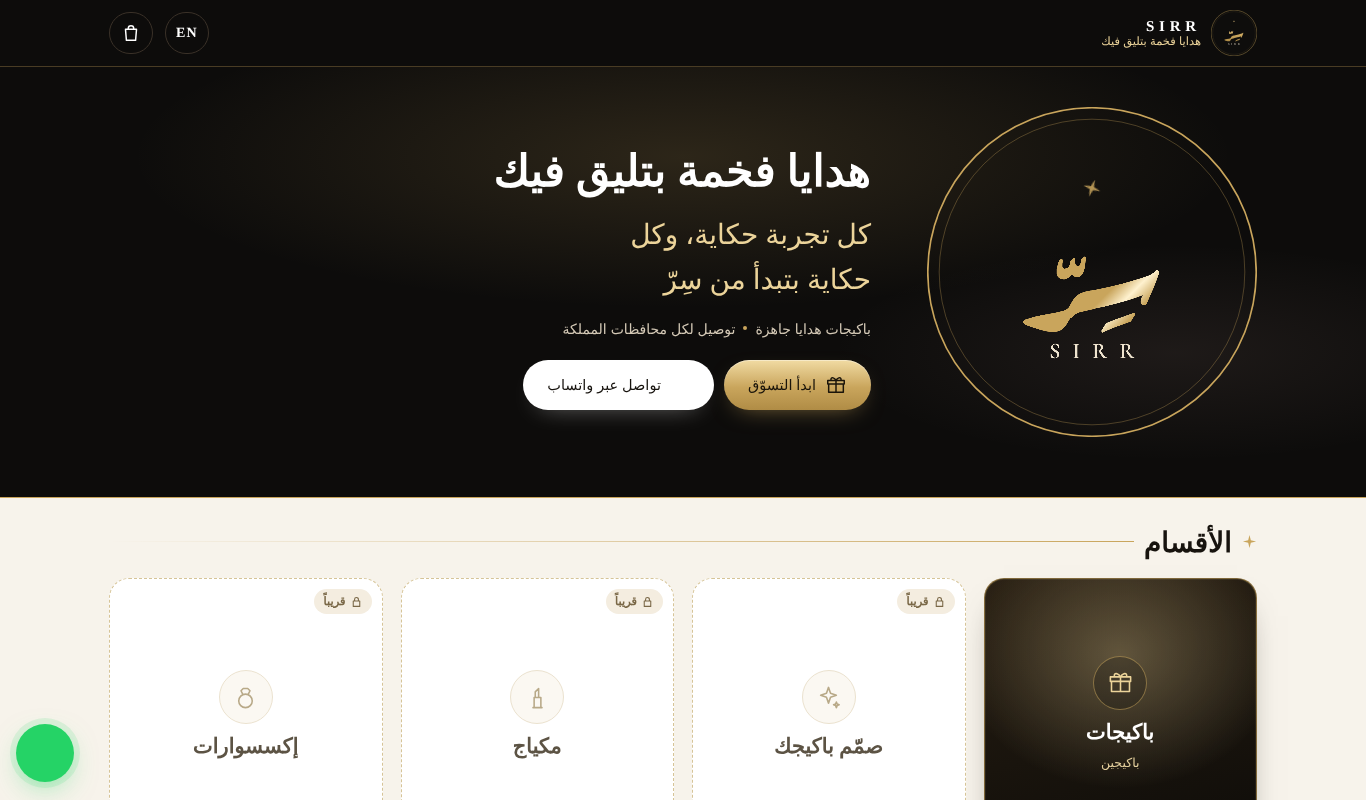 SIRR
هدايا فخمة بتليق فيك
EN
سِرّ
SIRR
هدايا فخمة بتليق فيك
كل تجربة حكاية، وكل
حكاية بتبدأ من سِرّ
باكيجات هدايا جاهزة • توصيل لكل محافظات المملكة
ابدأ التسوّق
تواصل عبر واتساب
الأقسام
باكيجات
باكيجين
قريباً
صمّم باكيجك
قريباً
مكياج
قريباً
إكسسوارات